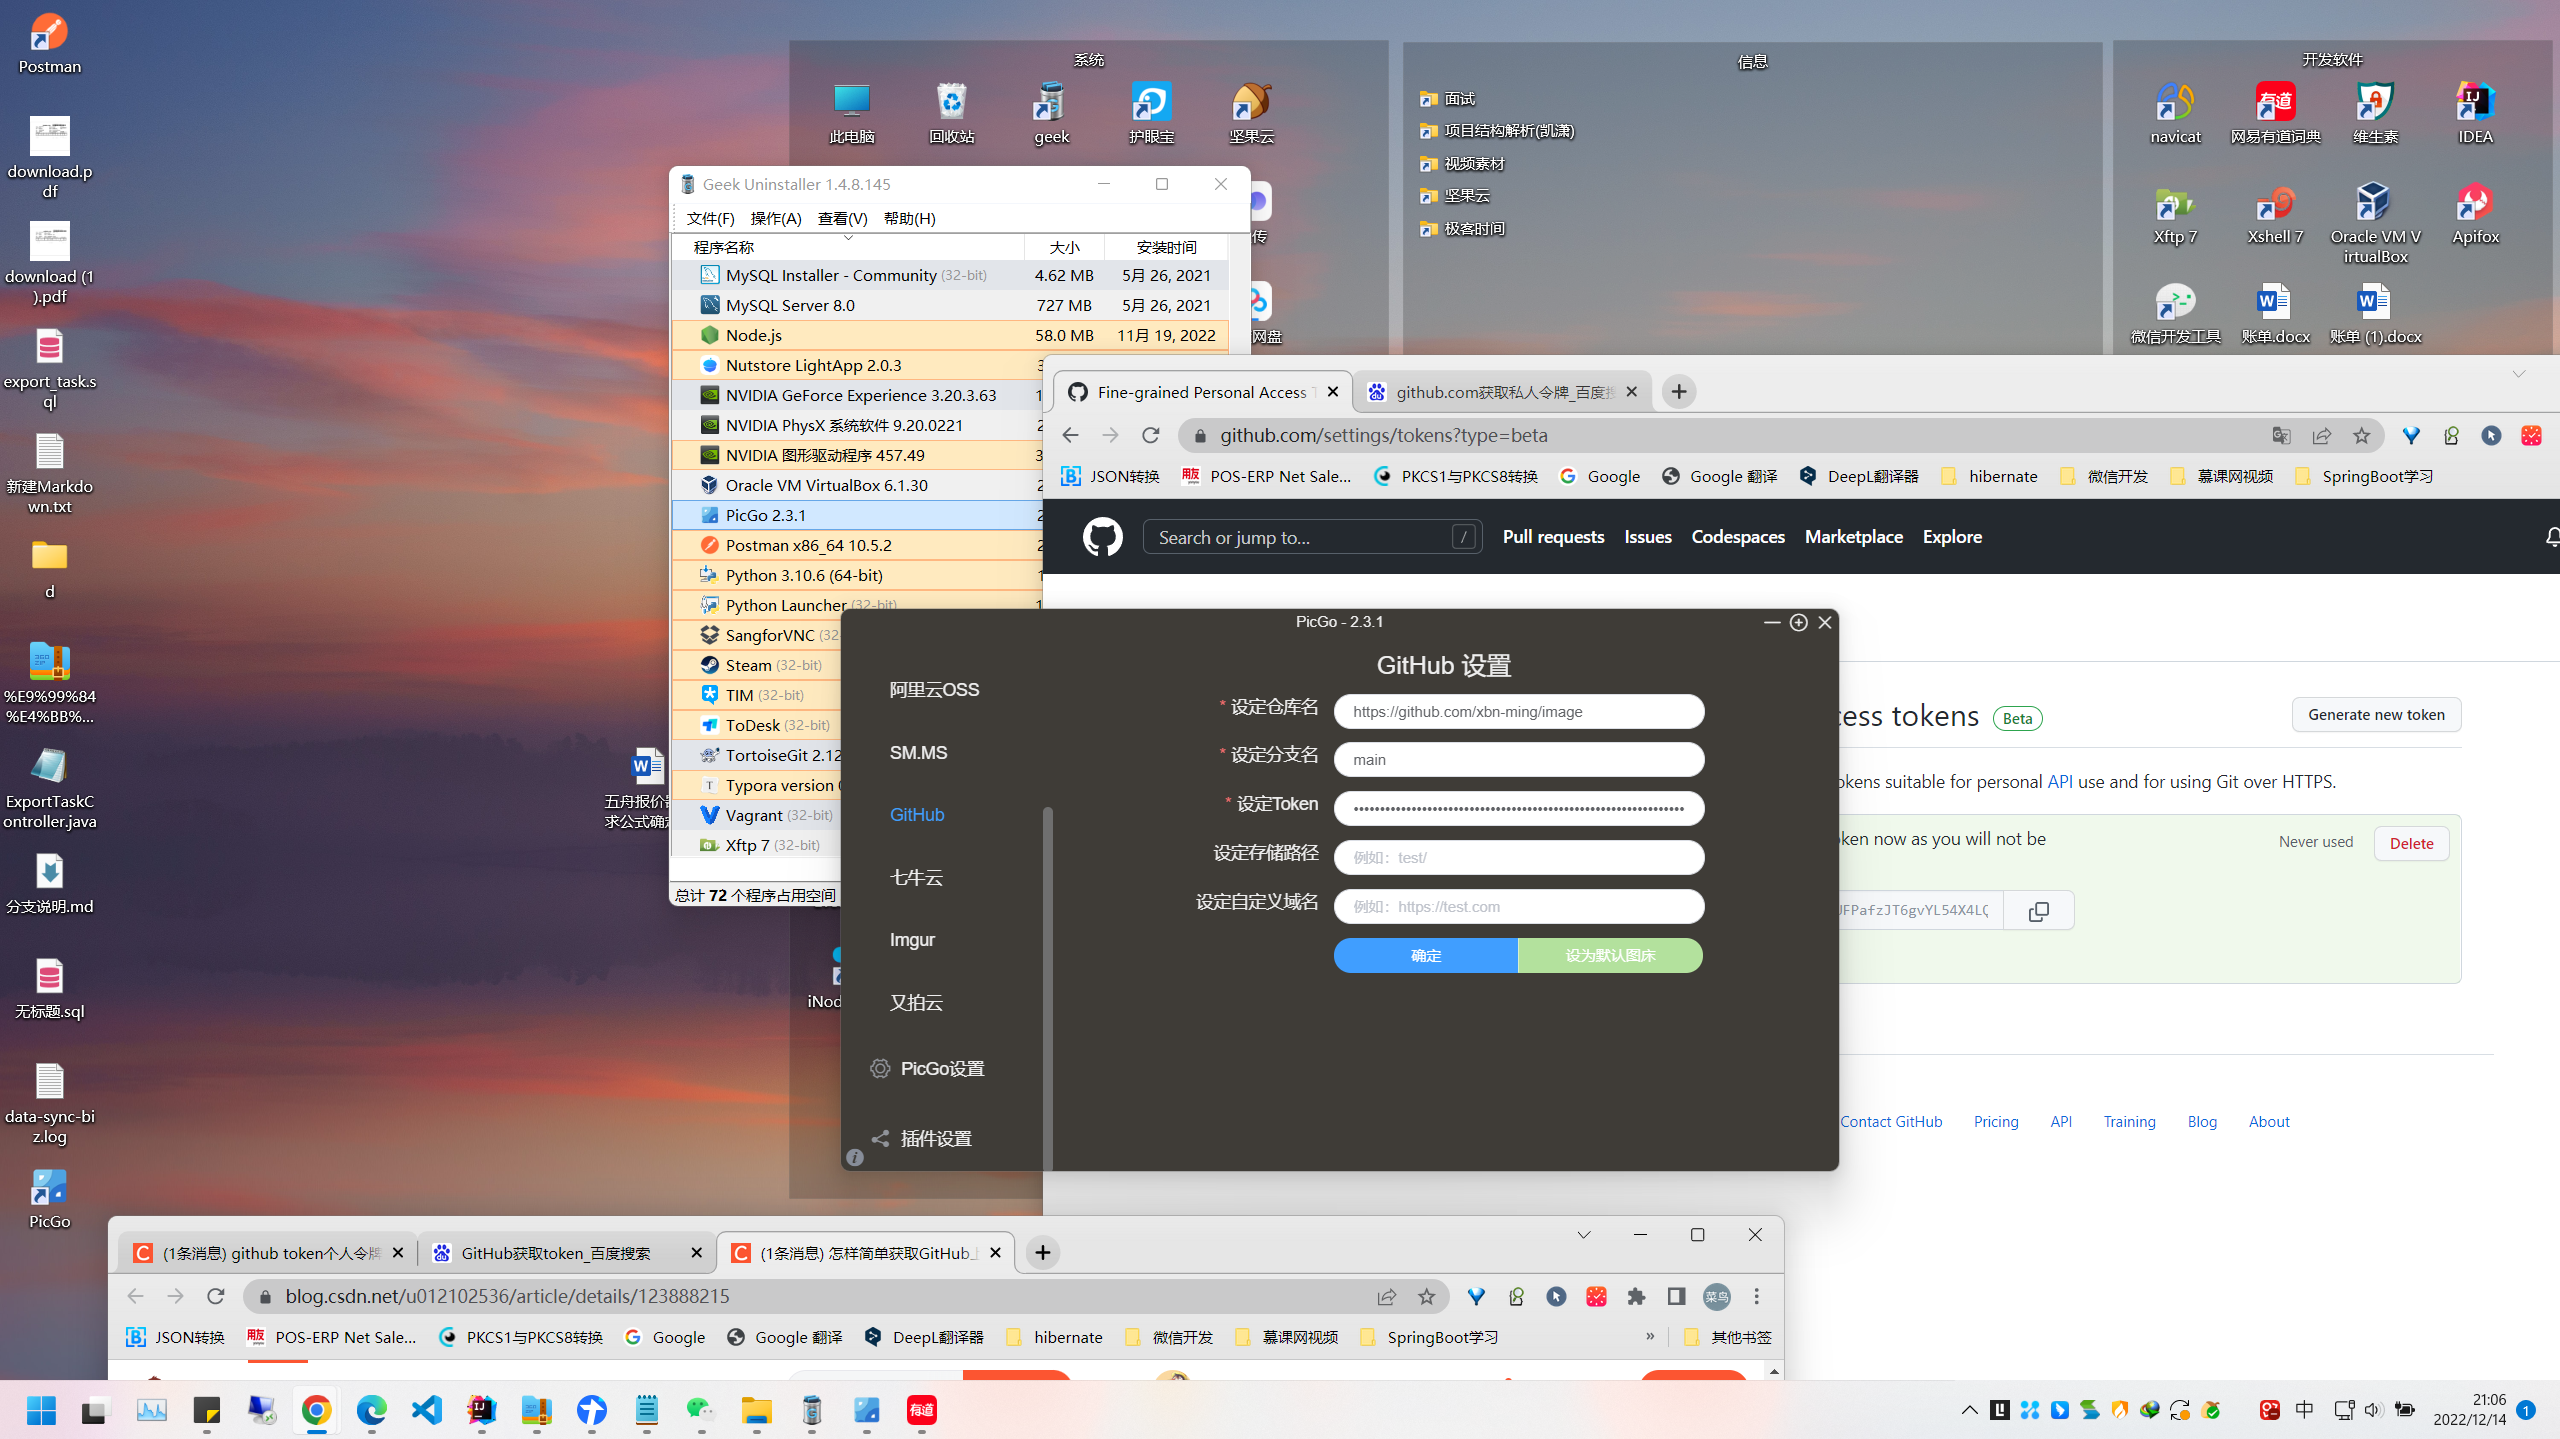 Postman
download.p
df
download (1
).pdf
export_task.s
ql
新建Markdo
wn.txt
d
%E9%99%84
%E4%BB%...
ExportTaskC
ontroller.java
分支说明.md
无标题.sql
data-sync-bi
z.log
PicGo
五舟报价
求公式确
系统
此电脑
回收站
geek
护眼宝
坚果云
传
网盘
iNod
信息
面试
项目结构解析(凯潇)
视频素材
坚果云
极客时间
开发软件
navicat
网易有道词典
维生素
IDEA
Xftp 7
Xshell 7
Oracle VM V
irtualBox
Apifox
微信开发工具
账单.docx
账单 (1).docx
Geek Uninstaller 1.4.8.145
文件(F) 操作(A) 查看(V) 帮助(H)
程序名称 大小 安装时间
MySQL Installer - Community (32-bit) 4.62 MB 5月 26, 2021
MySQL Server 8.0 727 MB 5月 26, 2021
Node.js 58.0 MB 11月 19, 2022
Nutstore LightApp 2.0.3 3
NVIDIA GeForce Experience 3.20.3.63 1
NVIDIA PhysX 系统软件 9.20.0221 2
NVIDIA 图形驱动程序 457.49 3
Oracle VM VirtualBox 6.1.30 2
PicGo 2.3.1 2
Postman x86_64 10.5.2 2
Python 3.10.6 (64-bit) 1
Python Launcher (32-bit) 1
SangforVNC (32-
Steam (32-bit)
TIM (32-bit)
ToDesk (32-bit)
TortoiseGit 2.12
Typora version
Vagrant (32-bit)
Xftp 7 (32-bit)
总计 72 个程序占用空间
Fine-grained Personal Access T
github.com获取私人令牌_百度搜
github.com/settings/tokens?type=beta
JSON转换 POS-ERP Net Sale... PKCS1与PKCS8转换 Google Google 翻译 DeepL翻译器 hibernate 微信开发 慕课网视频 SpringBoot学习
Search or jump to... /
Pull requests Issues Codespaces Marketplace Explore
cess tokens Beta
Generate new token
okens suitable for personal API use and for using Git over HTTPS.
oken now as you will not be
Never used
Delete
UFPafzJT6gvYL54X4LQ
Contact GitHub Pricing API Training Blog About
PicGo - 2.3.1
GitHub 设置
阿里云OSS
SM.MS
GitHub
七牛云
Imgur
又拍云
PicGo设置
插件设置
* 设定仓库名 https://github.com/xbn-ming/image
* 设定分支名 main
* 设定Token
设定存储路径 例如：test/
设定自定义域名 例如：https://test.com
确定 设为默认图床
(1条消息) github token个人令牌
GitHub获取token_百度搜索
(1条消息) 怎样简单获取GitHub_
blog.csdn.net/u012102536/article/details/123888215
菜鸟
JSON转换 POS-ERP Net Sale... PKCS1与PKCS8转换 Google Google 翻译 DeepL翻译器 hibernate 微信开发 慕课网视频 SpringBoot学习 » 其他书签
有道
中
21:06
2022/12/14
1